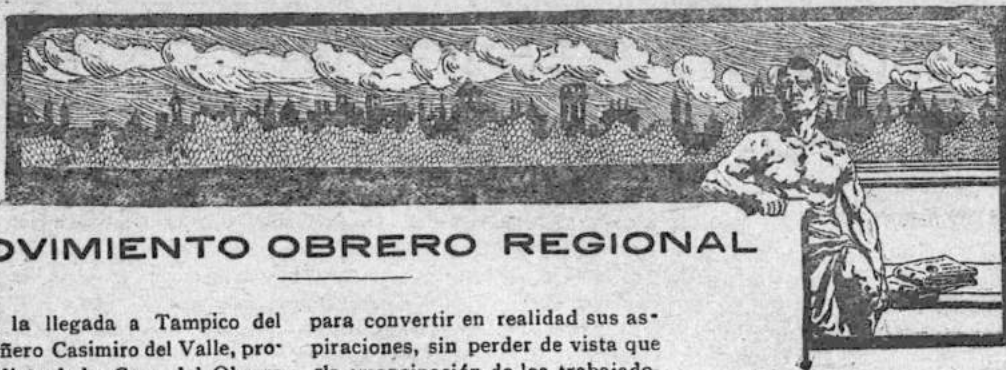 OVIMIENTO OBRERO REGIONAL
la llegada a Tampico del
ñero Casimiro del Valle, pro-
para convertir en realidad sus as-
piraciones, sin perder de vista que